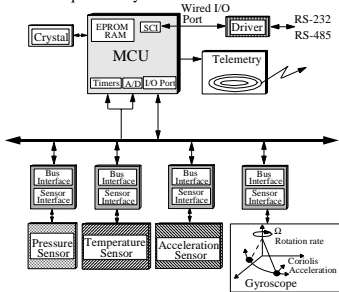 Wired I/O
Port
EPROM
RAM
SCI
Driver
RS-232
RS-485
Crystal
MCU
Telemetry
Timers
A/D
I/O Port
Bus
Interface
Sensor
Interface
Bus
Interface
Sensor
Interface
Bus
Interface
Sensor
Interface
Bus
Interface
Sensor
Interface
Pressure
Sensor
Temperature
Sensor
Acceleration
Sensor
Ω
Rotation rate
Coriolis
Acceleration
Gyroscope